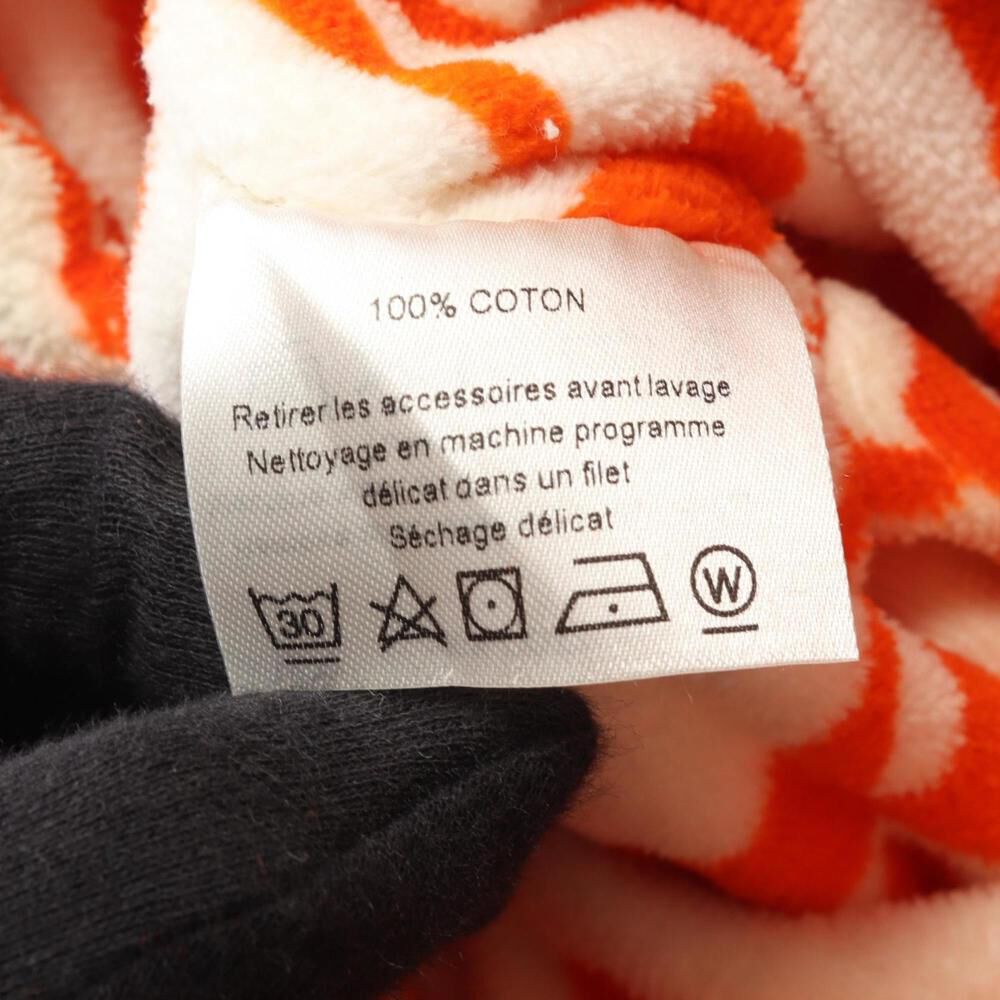 100% COTON
Retirer les accessoires avant lavage
Nettoyage en machine programme
délicat dans un filet
Séchage délicat
30 W